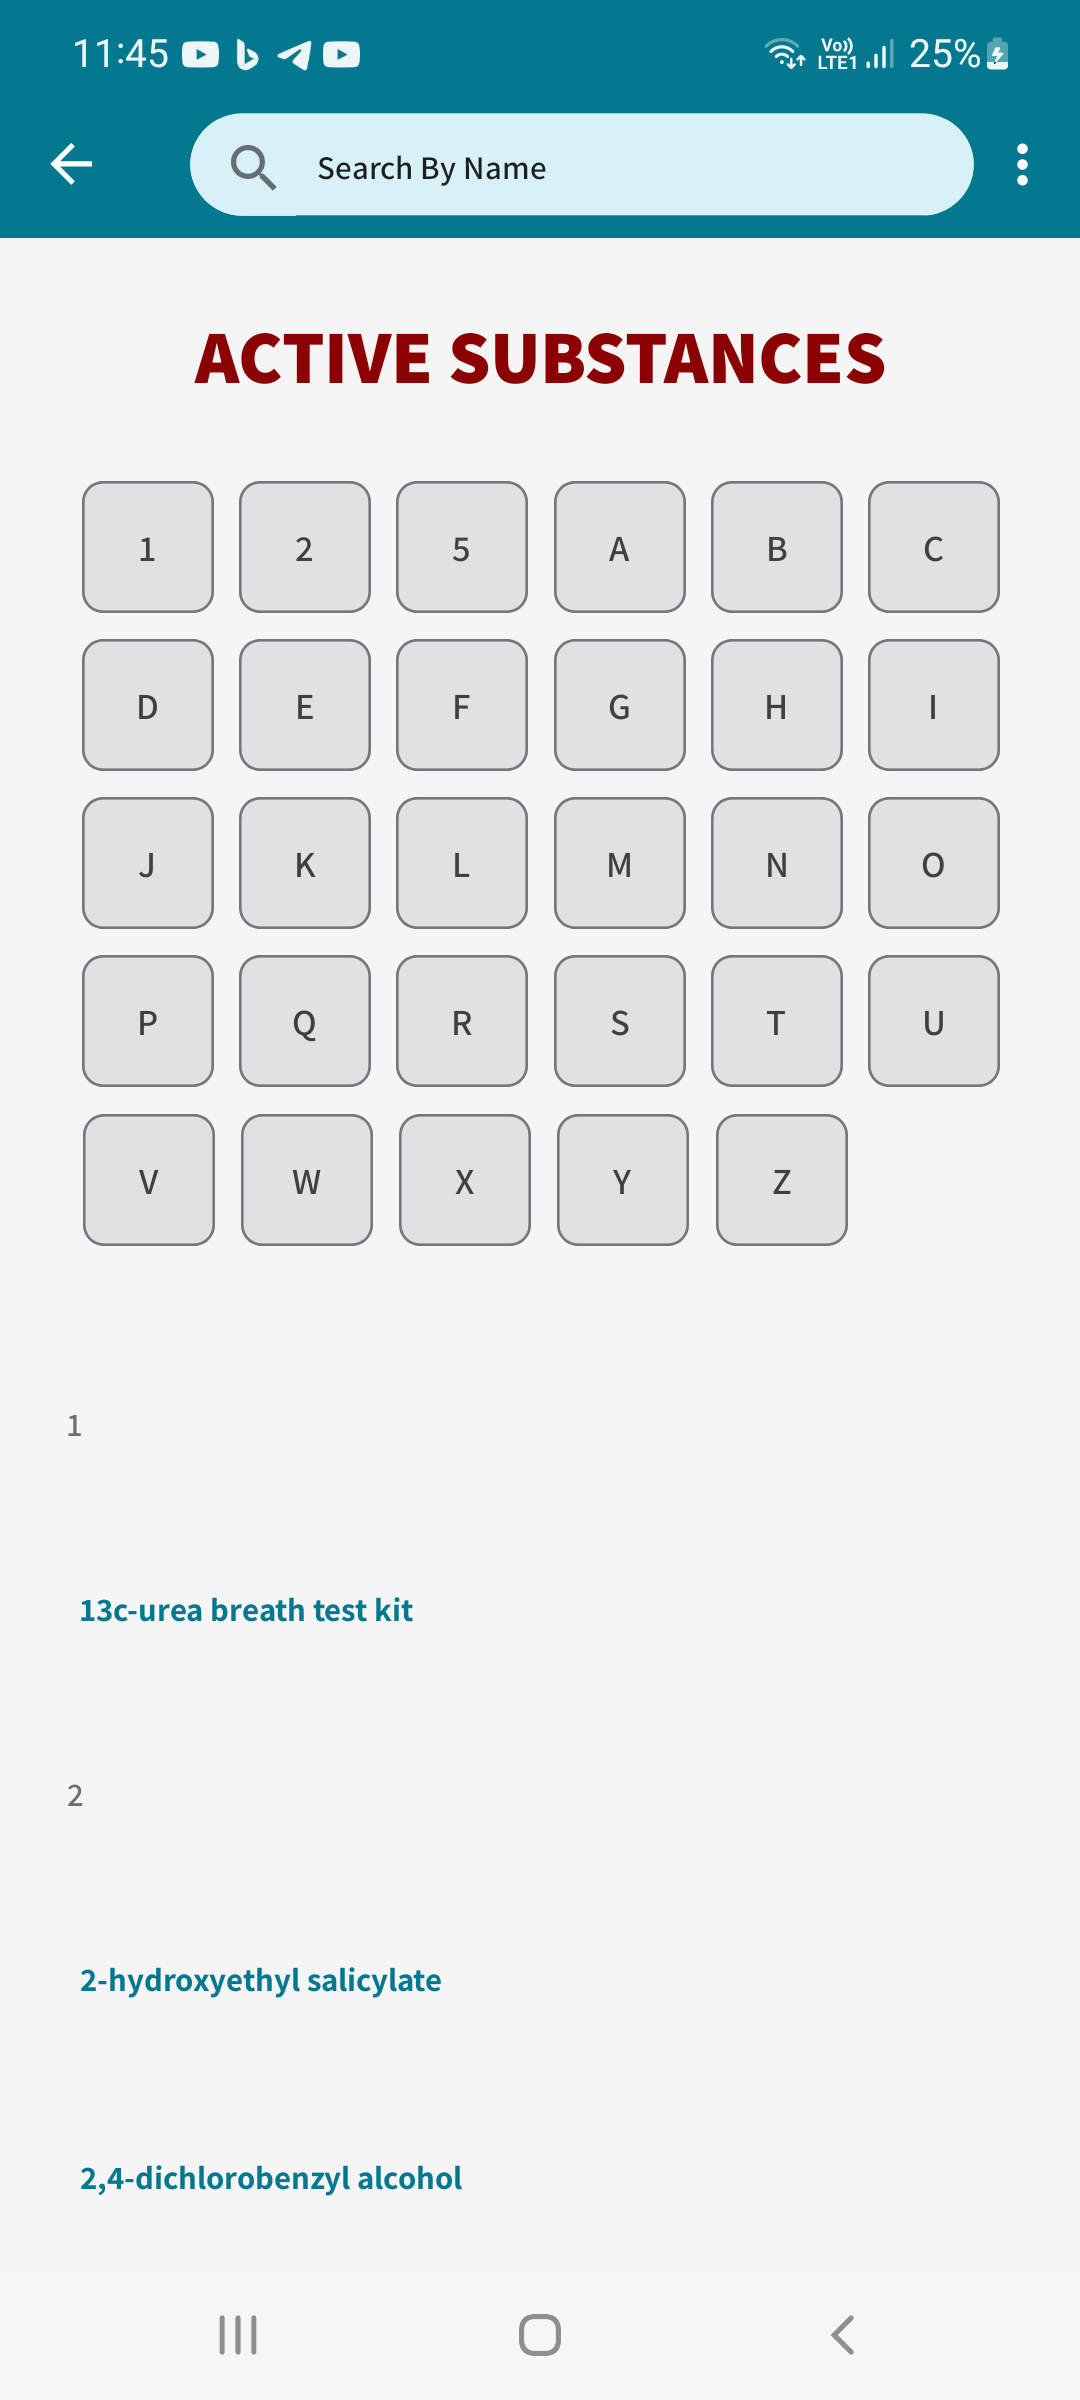 11:45 Vo)) LTE1 25%
Search By Name
ACTIVE SUBSTANCES
1 2 5 A B C
D E F G H I
J K L M N O
P Q R S T U
V W X Y Z
1
13c-urea breath test kit
2
2-hydroxyethyl salicylate
2,4-dichlorobenzyl alcohol